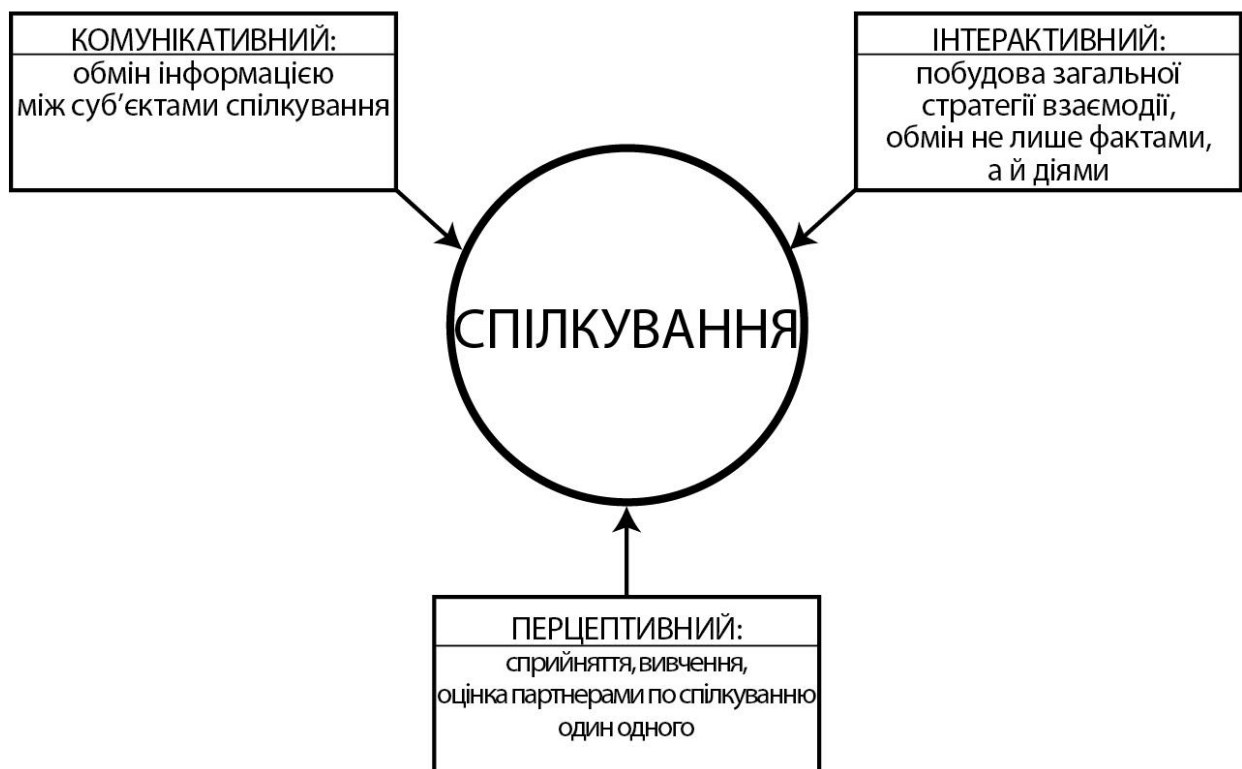 КОМУНІКАТИВНИЙ:
обмін інформацією
між суб’єктами спілкування
ІНТЕРАКТИВНИЙ:
побудова загальної
стратегії взаємодії,
обмін не лише фактами,
а й діями
СПІЛКУВАННЯ
ПЕРЦЕПТИВНИЙ:
сприйняття, вивчення,
оцінка партнерами по спілкуванню
один одного